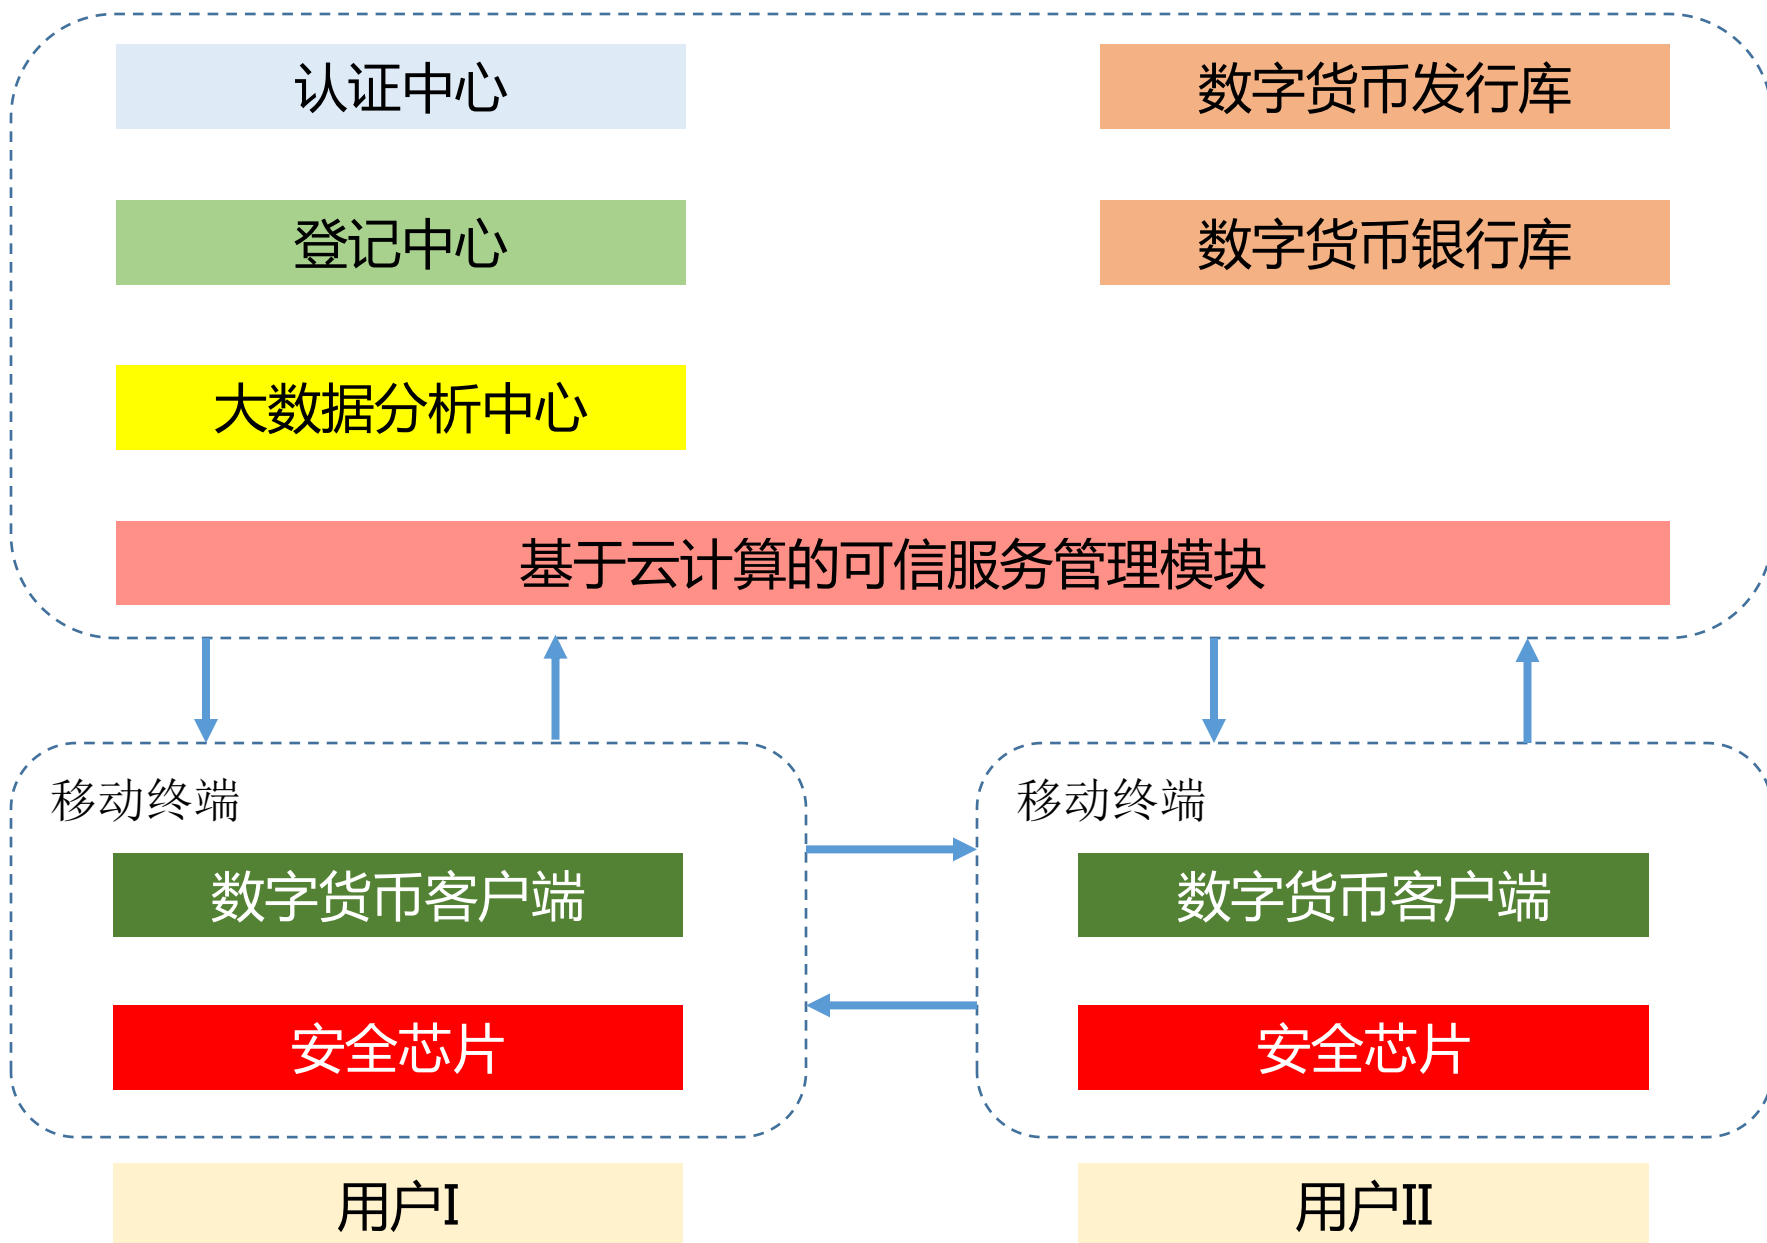 认证中心
数字货币发行库
登记中心
数字货币银行库
大数据分析中心
基于云计算的可信服务管理模块
移动终端
移动终端
数字货币客户端
数字货币客户端
安全芯片
安全芯片
用户I
用户II